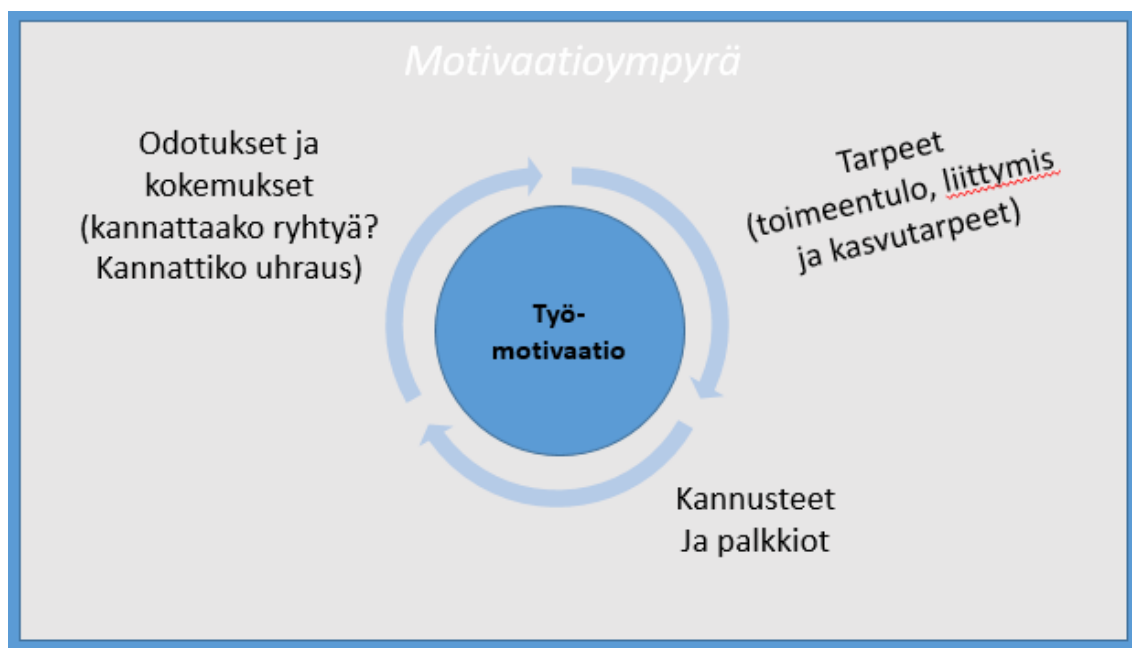 Motivaatioympyrä
Odotukset ja
kokemukset
(kannattaako ryhtyä?
Kannattiko uhraus)
Tarpeet
(toimeentulo, liittymis
ja kasvutarpeet)
Työ-
motivaatio
Kannusteet
Ja palkkiot